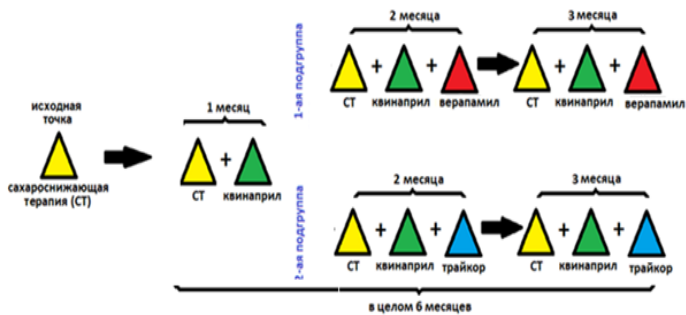 исходная
точка
сахароснижающая
терапия (СТ)
1 месяц
СТ + квинаприл
1-ая подгруппа
2 месяца
+ +
СТ квинаприл верапамил
3 месяца
+ +
СТ квинаприл верапамил
2-ая подгруппа
2 месяца
+ +
СТ квинаприл трайкор
3 месяца
+ +
СТ квинаприл трайкор
в целом 6 месяцев